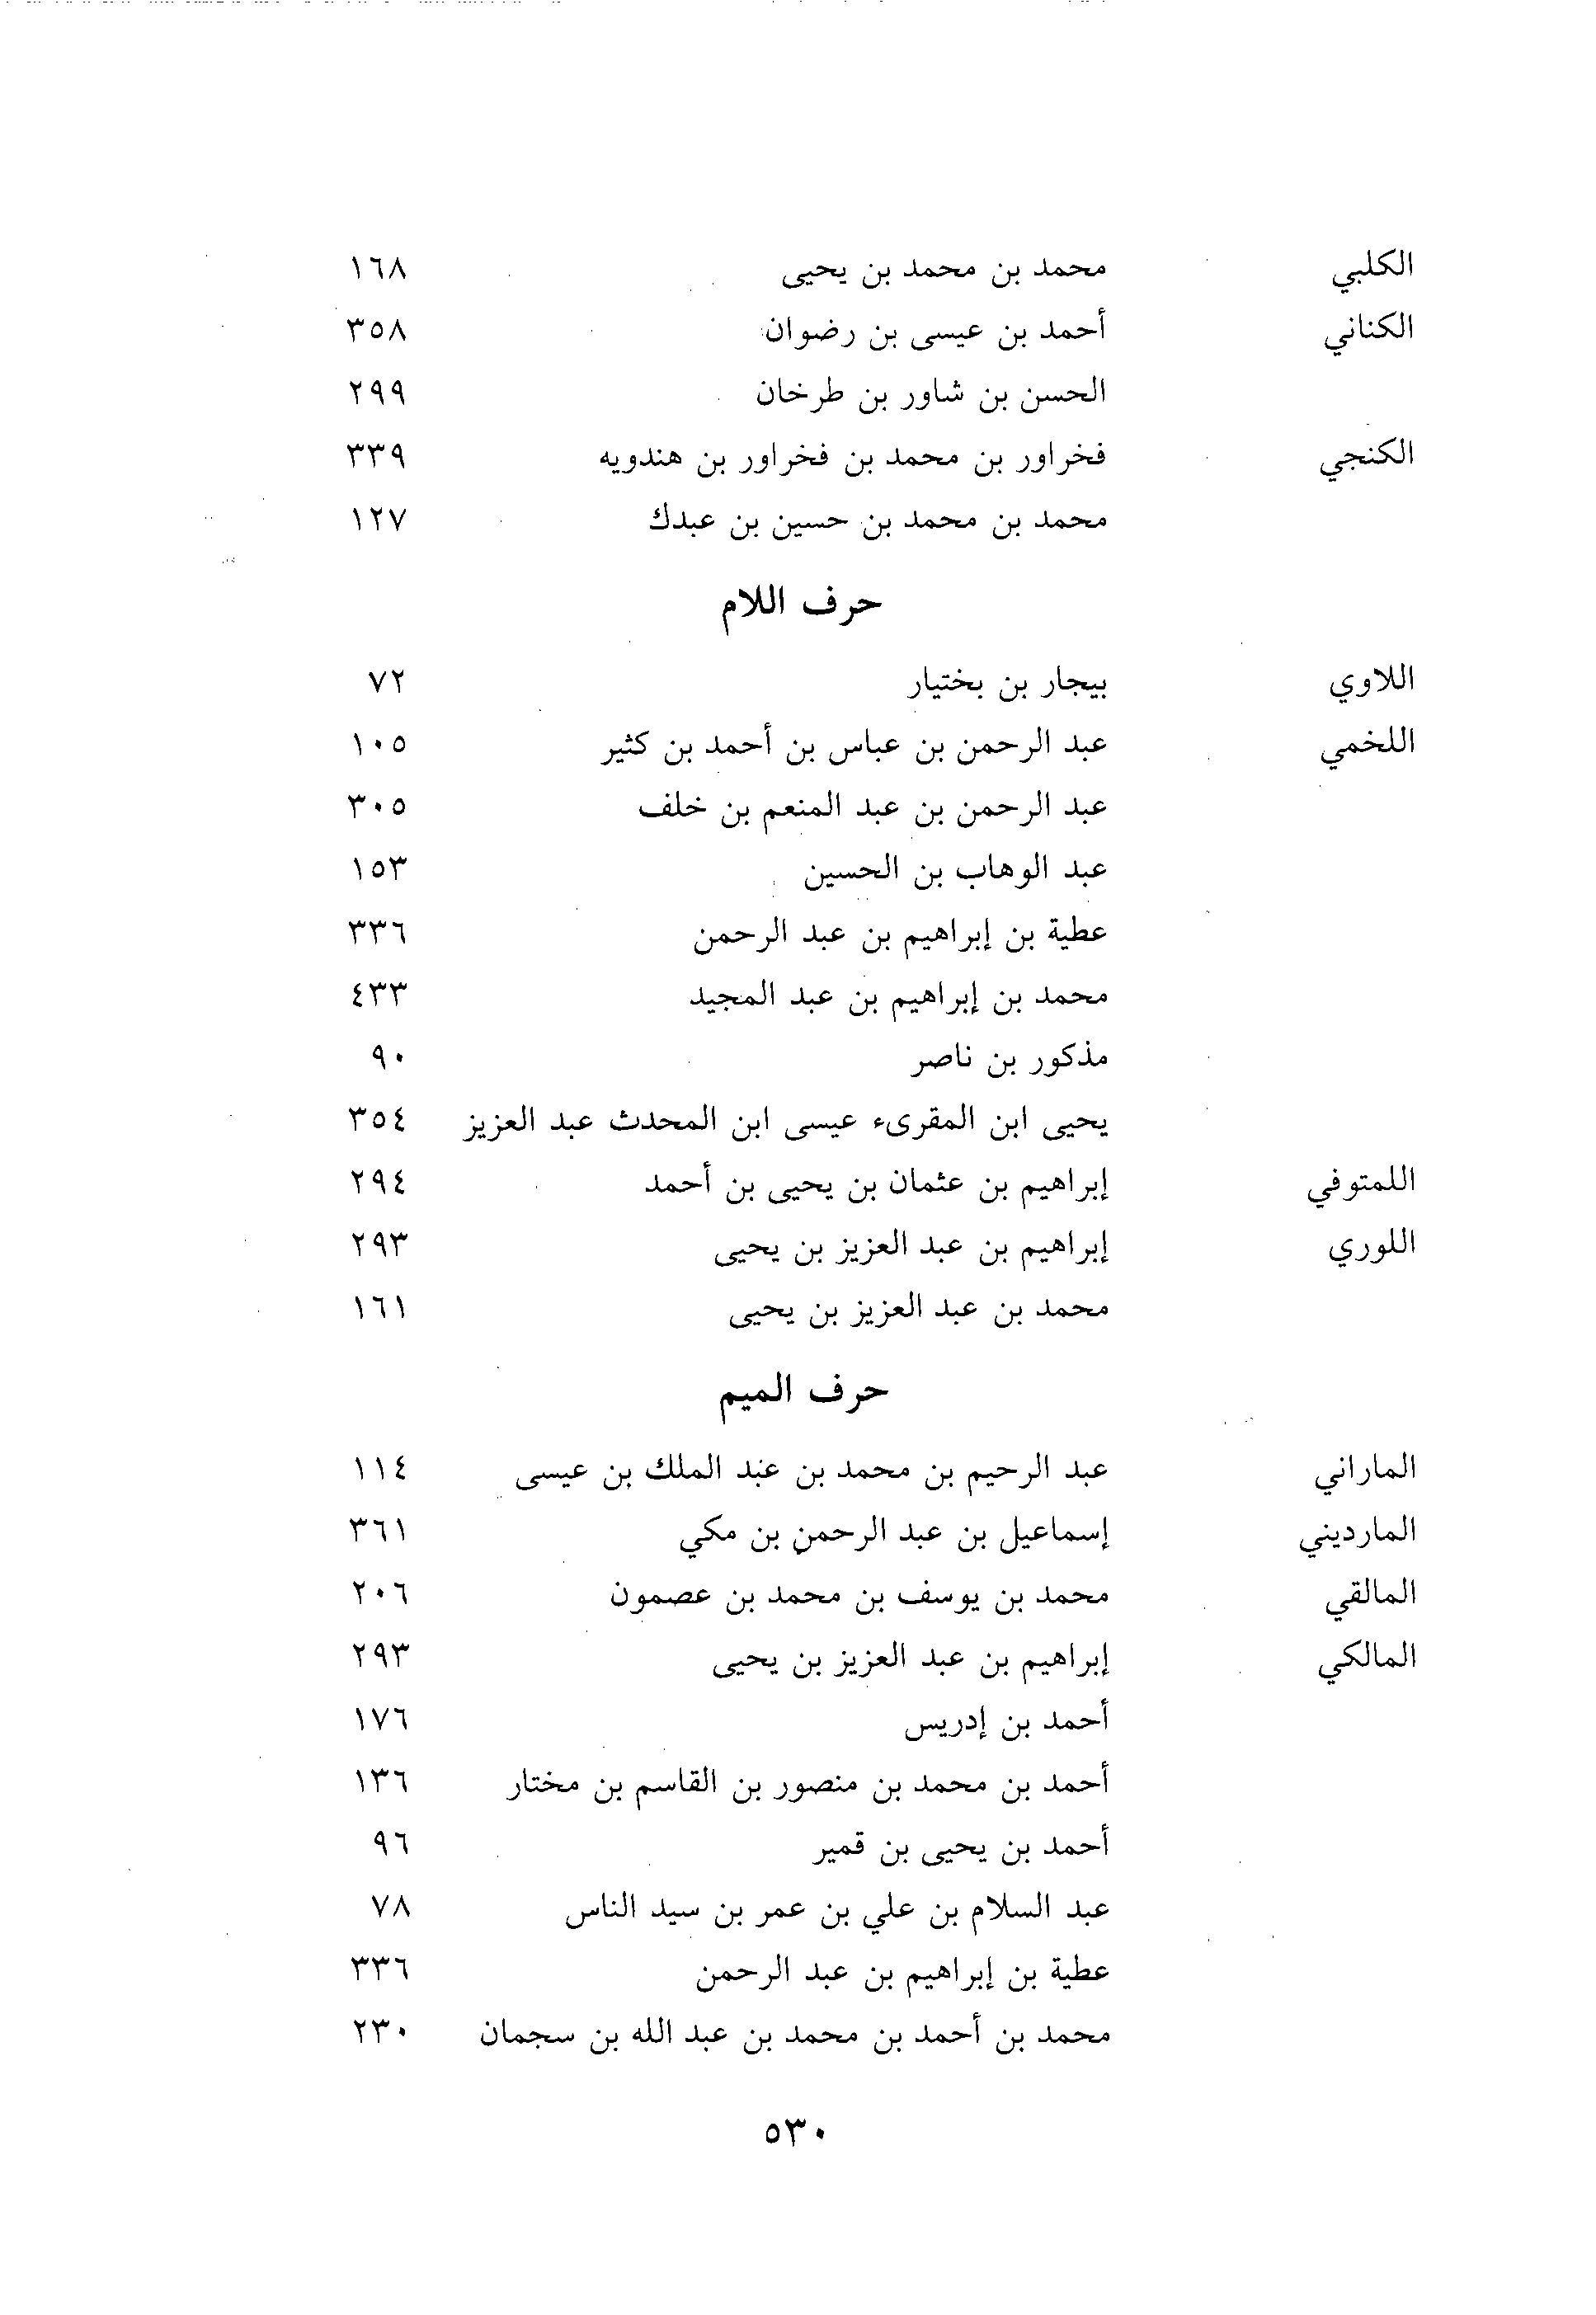 الكلبي محمد بن محمد بن يحيى ١٦٨
الكناني أحمد بن عيسى بن رضوان ٣٥٨
الحسن بن شاور بن طرخان ٢٩٩
الكنجي فخراور بن محمد بن فخراور بن هندويه ٣٣٩
محمد بن محمد بن حسين بن عبدك ١٢٧
حرف اللام
اللاوي بيجار بن بختيار ٧٢
اللخمي عبد الرحمن بن عباس بن أحمد بن كثير ١٠٥
عبد الرحمن بن عبد المنعم بن خلف ٣٠٥
عبد الوهاب بن الحسين ١٥٣
عطية بن إبراهيم بن عبد الرحمن ٣٣٦
محمد بن إبراهيم بن عبد المجيد ٤٣٣
مذكور بن ناصر ٩٠
يحيى ابن المقرىء عيسى ابن المحدث عبد العزيز ٣٥٤
اللمتوفي إبراهيم بن عثمان بن يحيى بن أحمد ٢٩٤
اللوري إبراهيم بن عبد العزيز بن يحيى ٢٩٣
محمد بن عبد العزيز بن يحيى ١٦١
حرف الميم
الماراني عبد الرحيم بن محمد بن عبد الملك بن عيسى ١١٤
المارديني إسماعيل بن عبد الرحمن بن مكي ٣٦١
المالقي محمد بن يوسف بن محمد بن عصمون ٢٠٦
المالكي إبراهيم بن عبد العزيز بن يحيى ٢٩٣
أحمد بن إدريس ١٧٦
أحمد بن محمد بن منصور بن القاسم بن مختار ١٣٦
أحمد بن يحيى بن قمير ٩٦
عبد السلام بن علي بن عمر بن سيد الناس ٧٨
عطية بن إبراهيم بن عبد الرحمن ٣٣٦
محمد بن أحمد بن محمد بن عبد الله بن سجمان ٢٣٠
٥٣٠